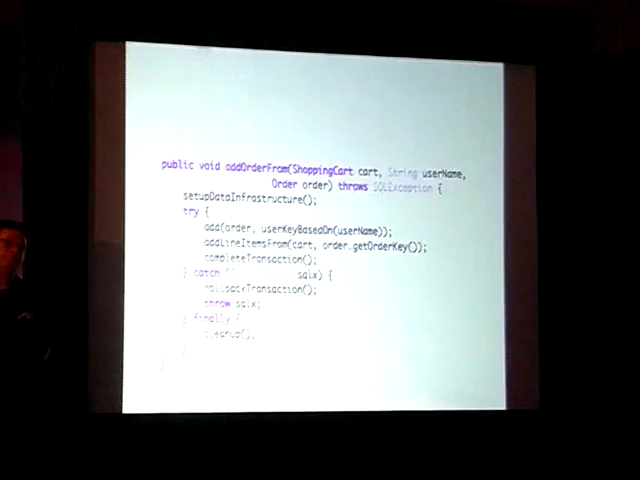 public void addOrderFrom(ShoppingCart cart, String userName,
Order order) throws SQLException {
setupDataInfrastructure();
try {
add(order, userKeyBasedOn(userName));
addLineItemsFrom(cart, order.getOrderKey());
completeTransaction();
} catch ( sqlx) {
rollbackTransaction();
throw sqlx;
} finally {
cleanup();
}
}